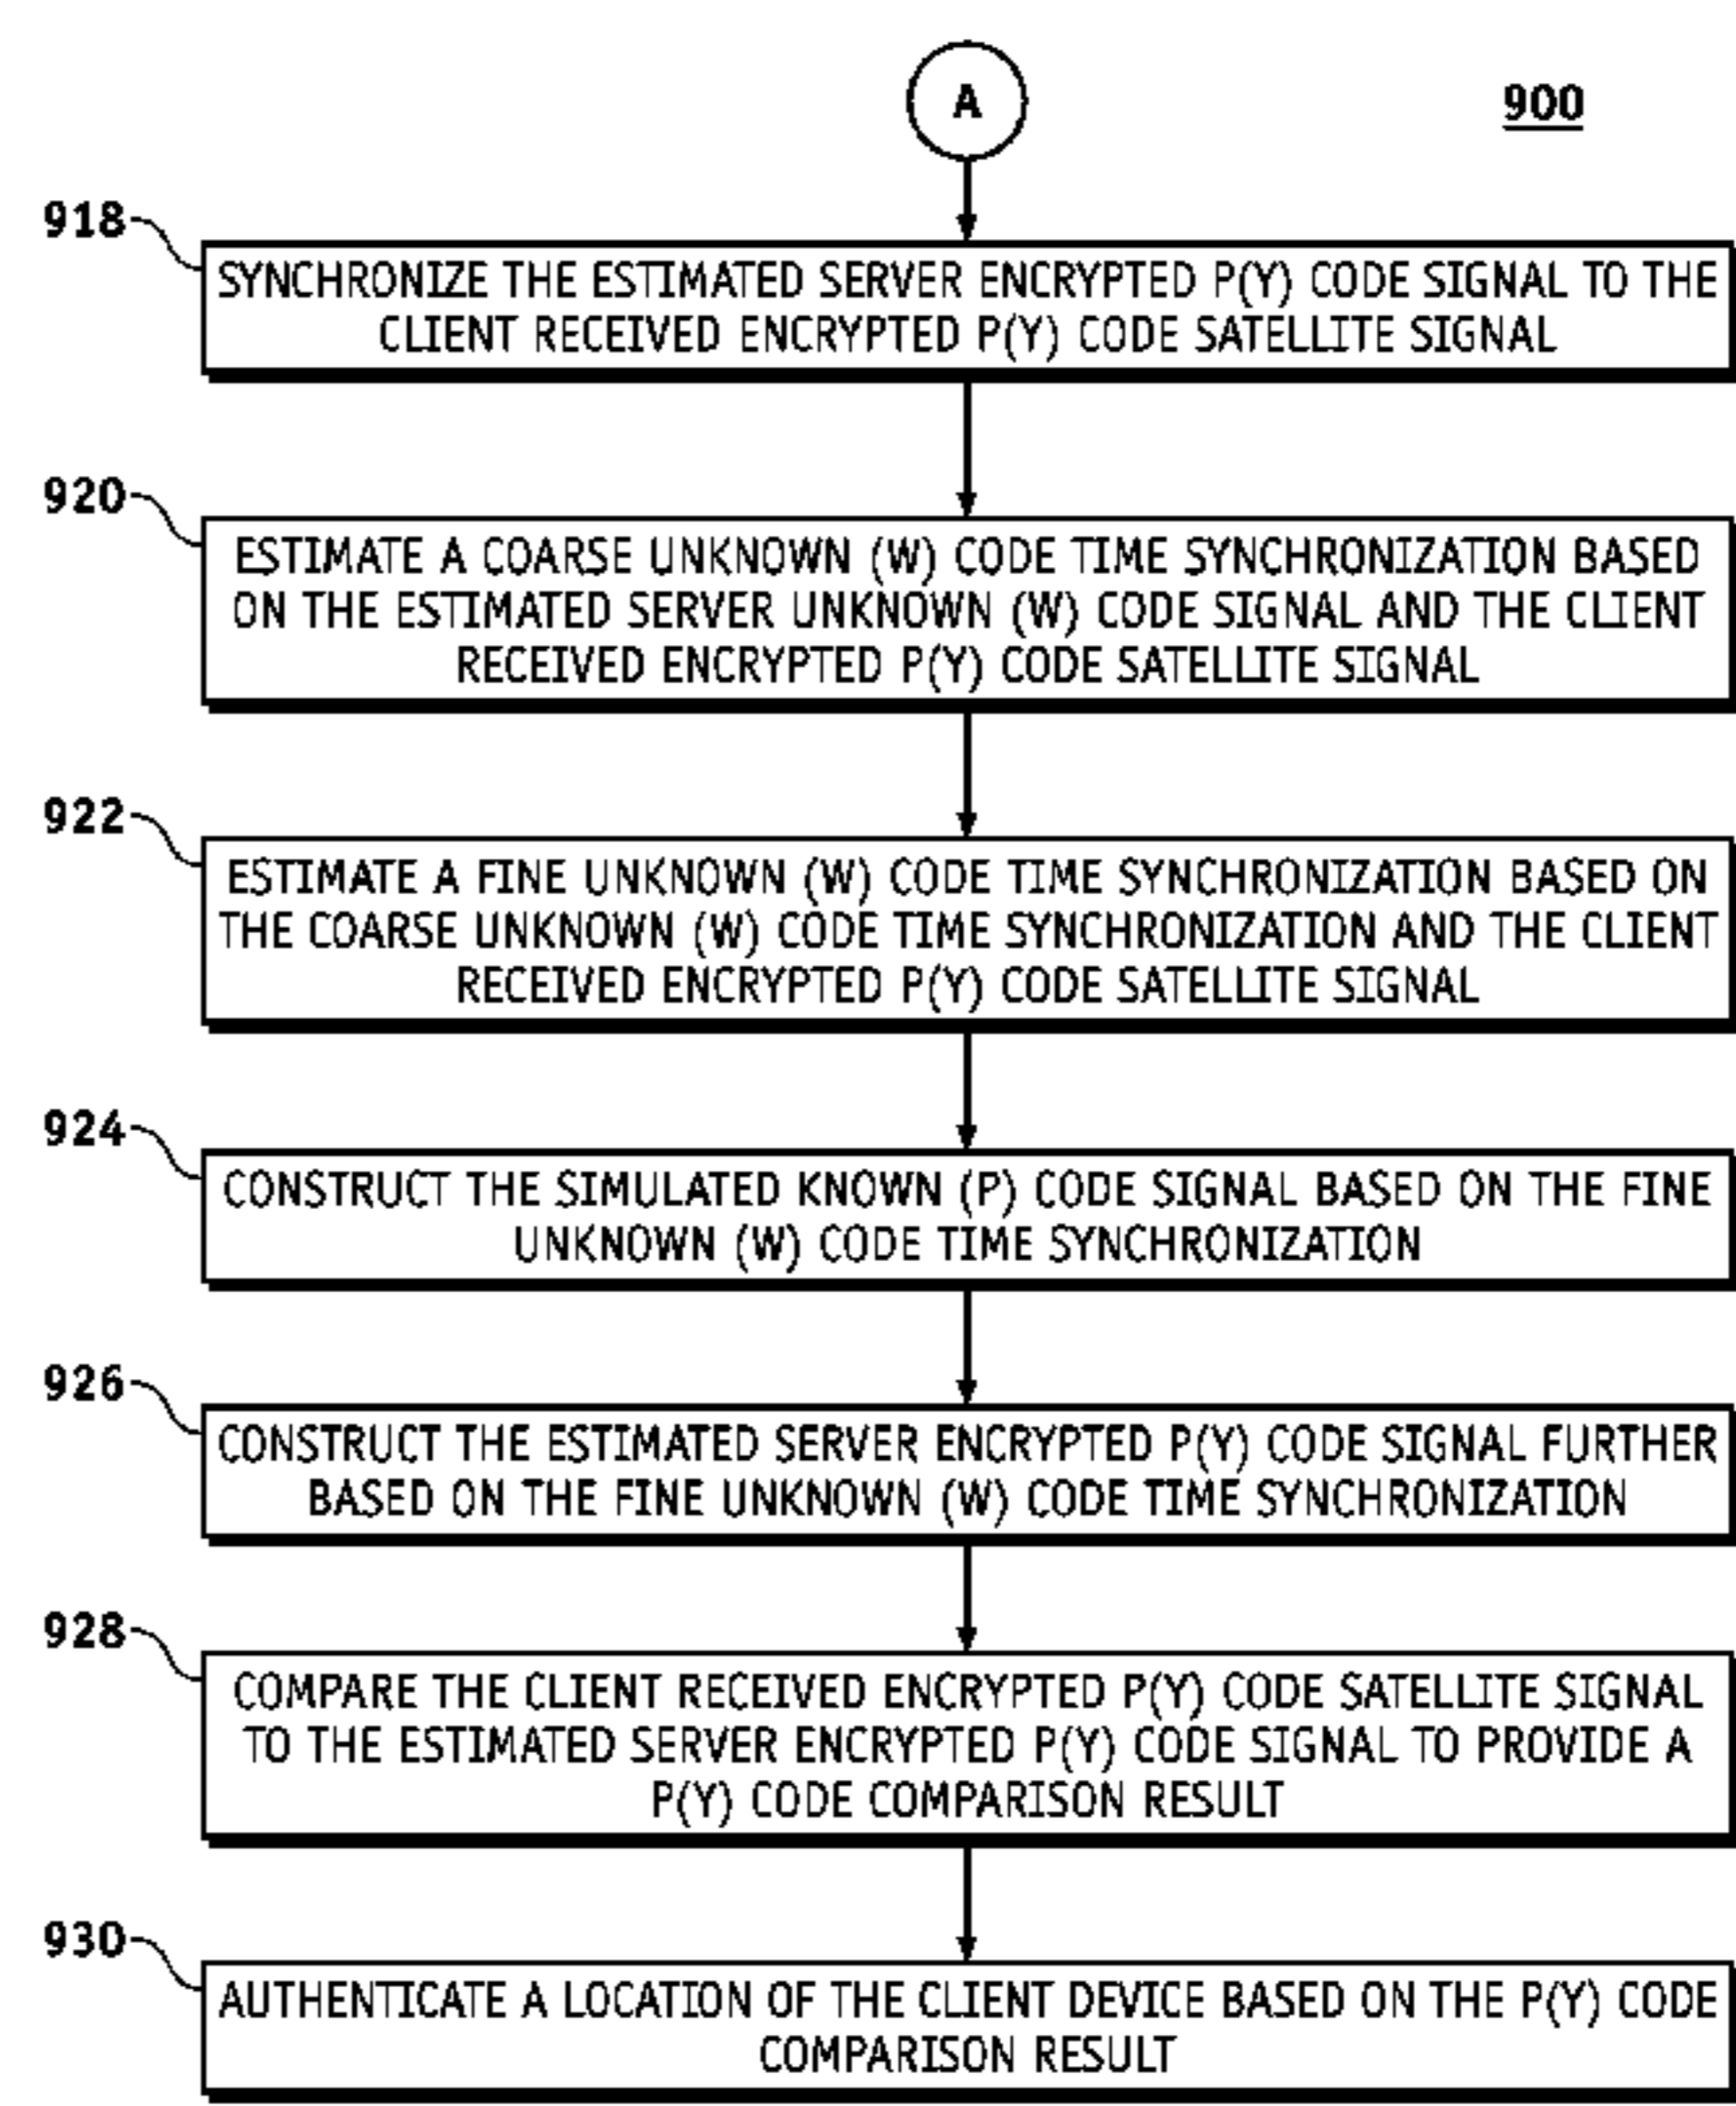 A
900
918
SYNCHRONIZE THE ESTIMATED SERVER ENCRYPTED P(Y) CODE SIGNAL TO THE
CLIENT RECEIVED ENCRYPTED P(Y) CODE SATELLITE SIGNAL
920
ESTIMATE A COARSE UNKNOWN (W) CODE TIME SYNCHRONIZATION BASED
ON THE ESTIMATED SERVER UNKNOWN (W) CODE SIGNAL AND THE CLIENT
RECEIVED ENCRYPTED P(Y) CODE SATELLITE SIGNAL
922
ESTIMATE A FINE UNKNOWN (W) CODE TIME SYNCHRONIZATION BASED ON
THE COARSE UNKNOWN (W) CODE TIME SYNCHRONIZATION AND THE CLIENT
RECEIVED ENCRYPTED P(Y) CODE SATELLITE SIGNAL
924
CONSTRUCT THE SIMULATED KNOWN (P) CODE SIGNAL BASED ON THE FINE
UNKNOWN (W) CODE TIME SYNCHRONIZATION
926
CONSTRUCT THE ESTIMATED SERVER ENCRYPTED P(Y) CODE SIGNAL FURTHER
BASED ON THE FINE UNKNOWN (W) CODE TIME SYNCHRONIZATION
928
COMPARE THE CLIENT RECEIVED ENCRYPTED P(Y) CODE SATELLITE SIGNAL
TO THE ESTIMATED SERVER ENCRYPTED P(Y) CODE SIGNAL TO PROVIDE A
P(Y) CODE COMPARISON RESULT
930
AUTHENTICATE A LOCATION OF THE CLIENT DEVICE BASED ON THE P(Y) CODE
COMPARISON RESULT